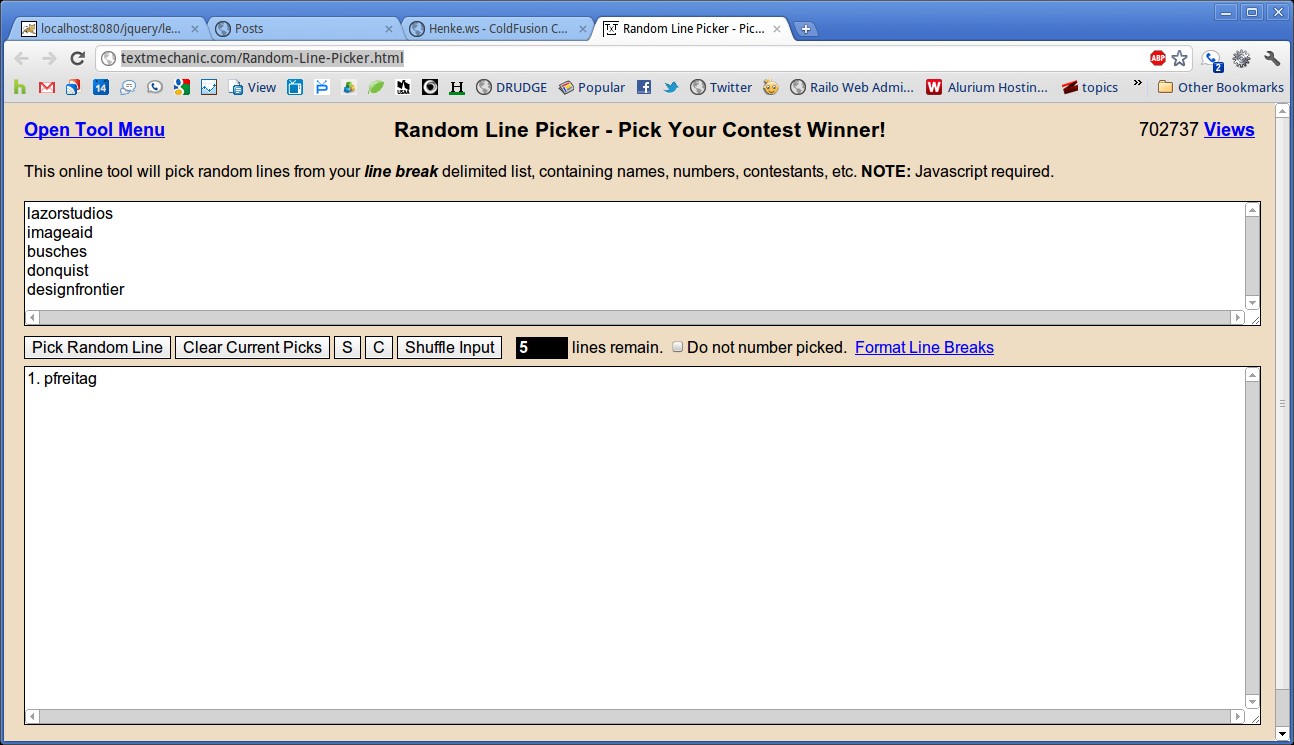 localhost:8080/jquery/le... Posts Henke.ws - ColdFusion C... TxT Random Line Picker - Pic...
textmechanic.com/Random-Line-Picker.html ABP 2
h 14 View DRUDGE Popular Twitter Railo Web Admi... W Alurium Hostin... topics » Other Bookmarks
Open Tool Menu Random Line Picker - Pick Your Contest Winner! 702737 Views
This online tool will pick random lines from your line break delimited list, containing names, numbers, contestants, etc. NOTE: Javascript required.
lazorstudios
imageaid
busches
donquist
designfrontier
Pick Random Line Clear Current Picks S C Shuffle Input 5 lines remain. Do not number picked. Format Line Breaks
1. pfreitag